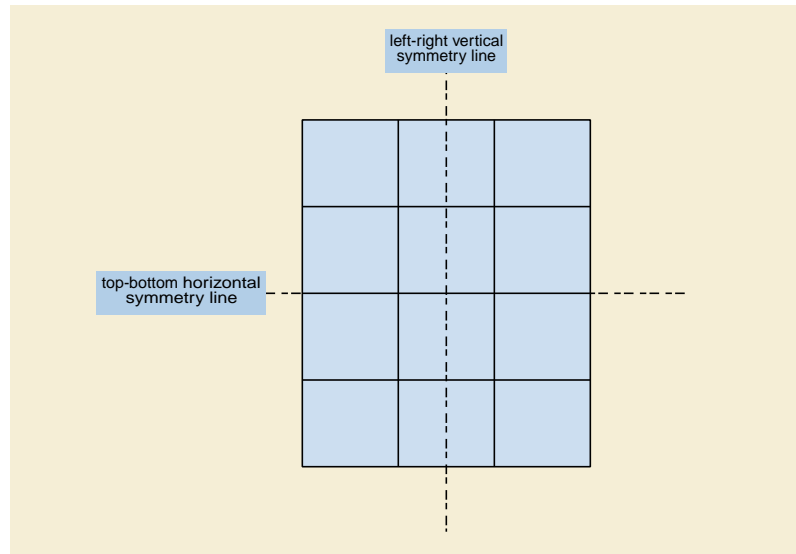 left-right vertical
symmetry line
top-bottom horizontal
symmetry line